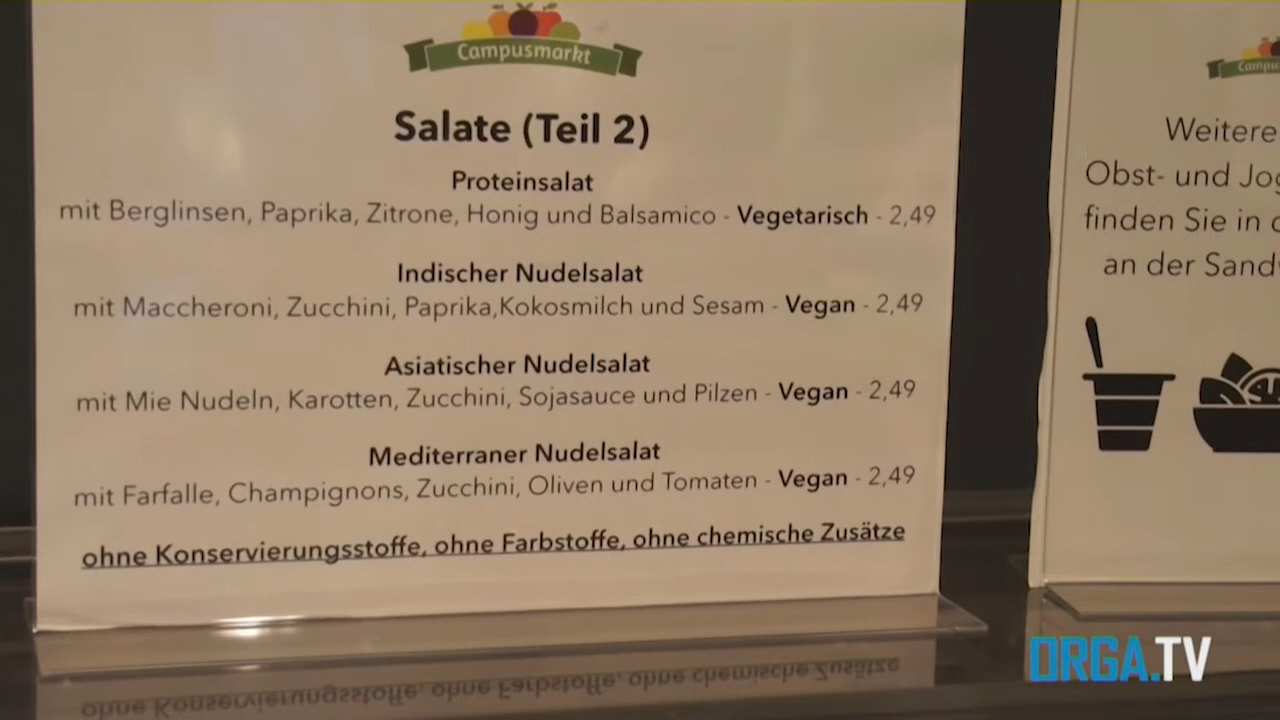 Campusmarkt
Salate (Teil 2)
Proteinsalat
mit Berglinsen, Paprika, Zitrone, Honig und Balsamico - Vegetarisch - 2,49
Indischer Nudelsalat
mit Maccheroni, Zucchini, Paprika,Kokosmilch und Sesam - Vegan - 2,49
Asiatischer Nudelsalat
mit Mie Nudeln, Karotten, Zucchini, Sojasauce und Pilzen - Vegan - 2,49
Mediterraner Nudelsalat
mit Farfalle, Champignons, Zucchini, Oliven und Tomaten - Vegan - 2,49
ohne Konservierungsstoffe, ohne Farbstoffe, ohne chemische Zusätze
Weitere
Obst- und
finden Sie in
an der
ORGA.TV